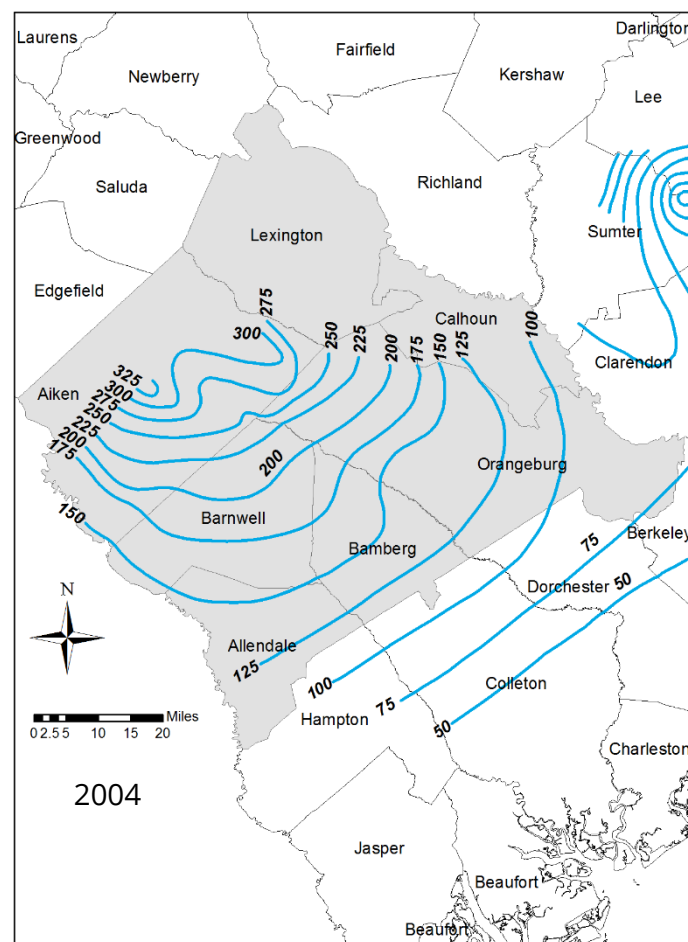 Laurens
Fairfield
Darlington
Newberry
Kershaw
Lee
Greenwood
Saluda
Richland
Sumter
Lexington
Edgefield
275
300
Calhoun
100
250
225
200
175
150
125
Clarendon
325
300
275
250
225
200
175
Aiken
200
Orangeburg
150
Barnwell
Bamberg
75
Berkeley
50
Dorchester
N
Allendale
125
100
75
50
Colleton
Hampton
Miles
0 2.5 5 10 15 20
Charleston
2004
Jasper
Beaufort
Beaufort